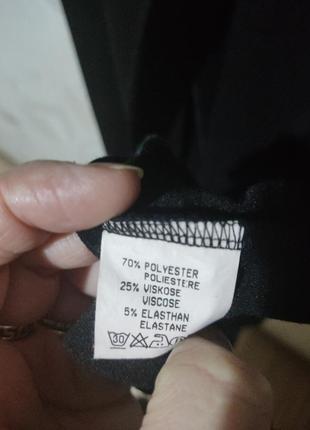 70% POLYESTER
POLIESTERE
25% VISKOSE
VISCOSE
5% ELASTHAN
ELASTANE
30